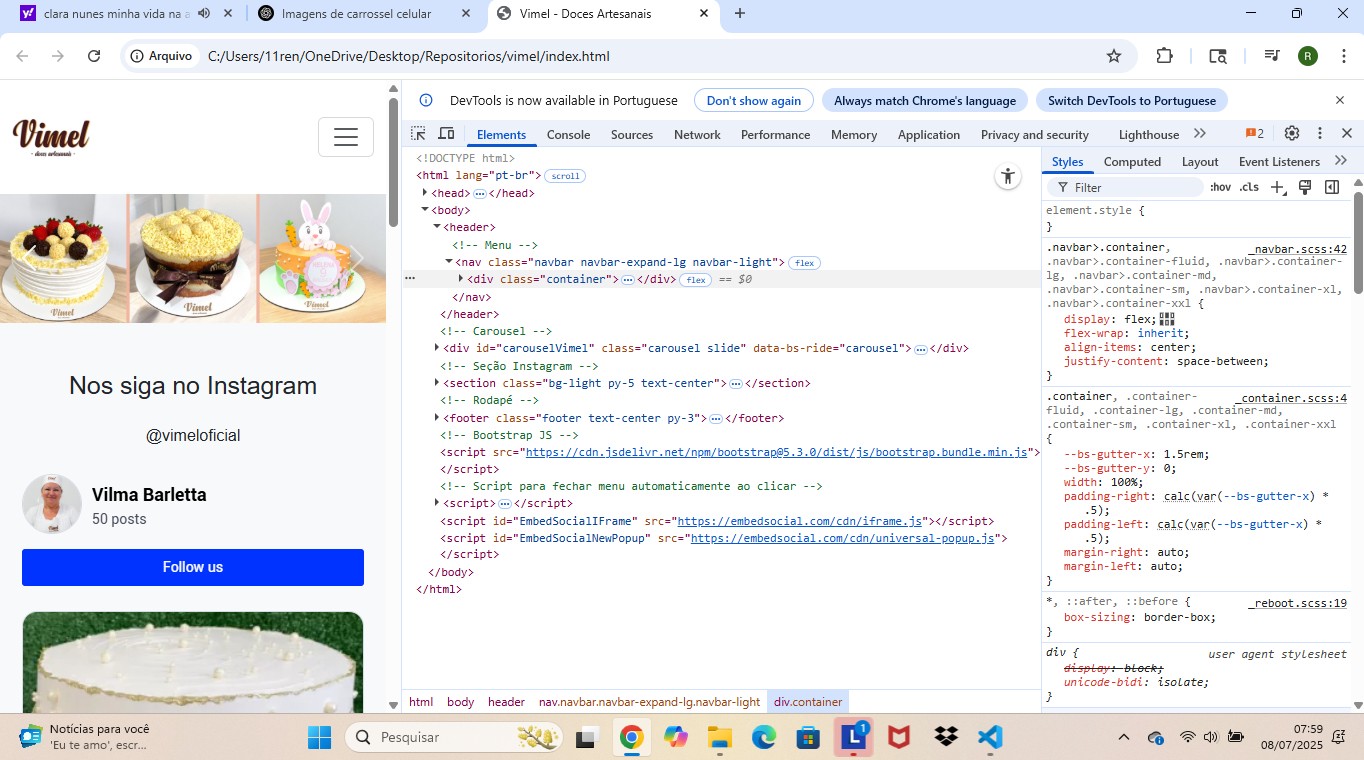 clara nunes minha vida na a
Imagens de carrossel celular
Vimel - Doces Artesanais
Arquivo
C:/Users/11ren/OneDrive/Desktop/Repositorios/vimel/index.html
R
DevTools is now available in Portuguese
Don't show again
Always match Chrome's language
Switch DevTools to Portuguese
Elements
Console
Sources
Network
Performance
Memory
Application
Privacy and security
Lighthouse
2
Vimel
- doces artesanais -
Vimel
Vimel
Vimel
Nos siga no Instagram
@vimeloficial
Vilma Barletta
50 posts
Follow us
<!DOCTYPE html>
<html lang="pt-br"> scroll
<head> … </head>
<body>
<header>
<!-- Menu -->
<nav class="navbar navbar-expand-lg navbar-light"> flex
<div class="container"> … </div> flex == $0
</nav>
</header>
<!-- Carousel -->
<div id="carouselVimel" class="carousel slide" data-bs-ride="carousel"> … </div>
<!-- Seção Instagram -->
<section class="bg-light py-5 text-center"> … </section>
<!-- Rodapé -->
<footer class="footer text-center py-3"> … </footer>
<!-- Bootstrap JS -->
<script src="https://cdn.jsdelivr.net/npm/bootstrap@5.3.0/dist/js/bootstrap.bundle.min.js">
</script>
<!-- Script para fechar menu automaticamente ao clicar -->
<script> … </script>
<script id="EmbedSocialIFrame" src="https://embedsocial.com/cdn/iframe.js"></script>
<script id="EmbedSocialNewPopup" src="https://embedsocial.com/cdn/universal-popup.js">
</script>
</body>
</html>
html body header nav.navbar.navbar-expand-lg.navbar-light div.container
Styles
Computed
Layout
Event Listeners
Filter
:hov
.cls
element.style {
}
.navbar>.container, _navbar.scss:42
.navbar>.container-fluid, .navbar>.container-
lg, .navbar>.container-md,
.navbar>.container-sm, .navbar>.container-xl,
.navbar>.container-xxl {
display: flex;
flex-wrap: inherit;
align-items: center;
justify-content: space-between;
}
.container, .container- _container.scss:4
fluid, .container-lg, .container-md,
.container-sm, .container-xl, .container-xxl
{
--bs-gutter-x: 1.5rem;
--bs-gutter-y: 0;
width: 100%;
padding-right: calc(var(--bs-gutter-x) *
.5);
padding-left: calc(var(--bs-gutter-x) *
.5);
margin-right: auto;
margin-left: auto;
}
*, ::after, ::before { _reboot.scss:19
box-sizing: border-box;
}
div { user agent stylesheet
display: block;
unicode-bidi: isolate;
}
Notícias para você
'Eu te amo', escr...
Pesquisar
L
1
07:59
08/07/2025